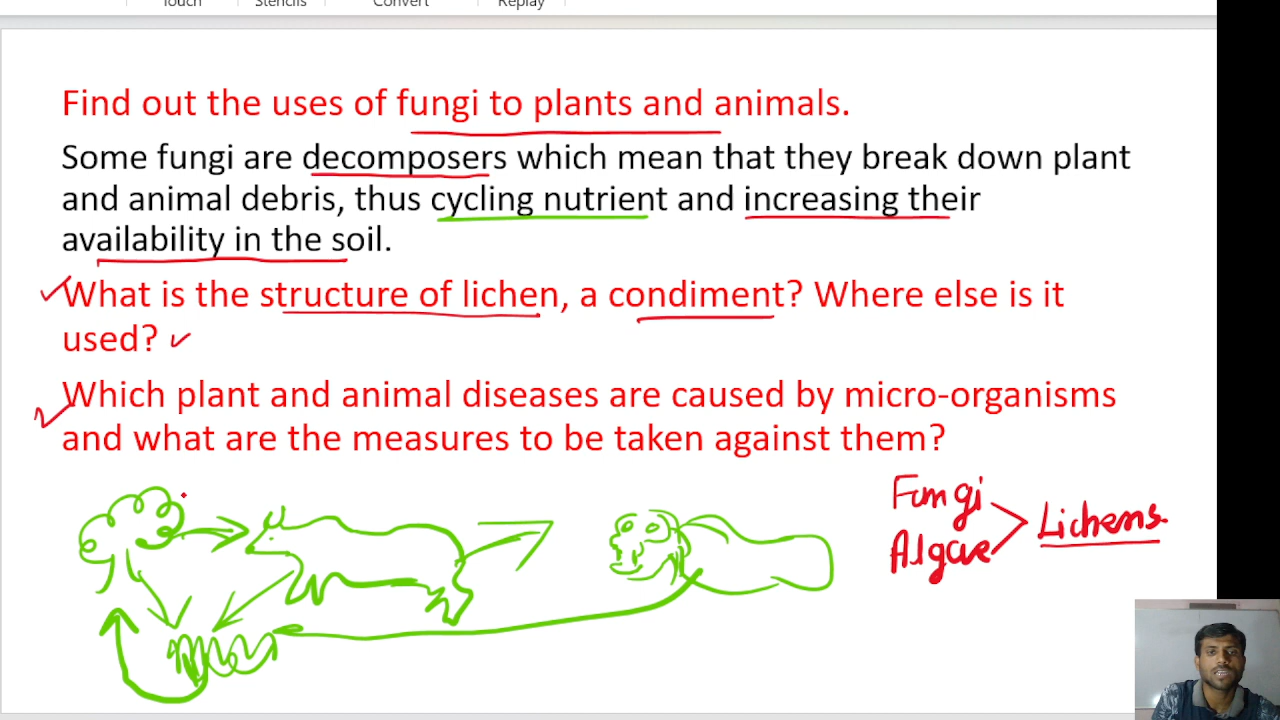 Touch Stencils Convert Replay
Find out the uses of fungi to plants and animals.
Some fungi are decomposers which mean that they break down plant
and animal debris, thus cycling nutrient and increasing their
availability in the soil.
What is the structure of lichen, a condiment? Where else is it
used?
Which plant and animal diseases are caused by micro-organisms
and what are the measures to be taken against them?
Fungi
Algae
Lichens